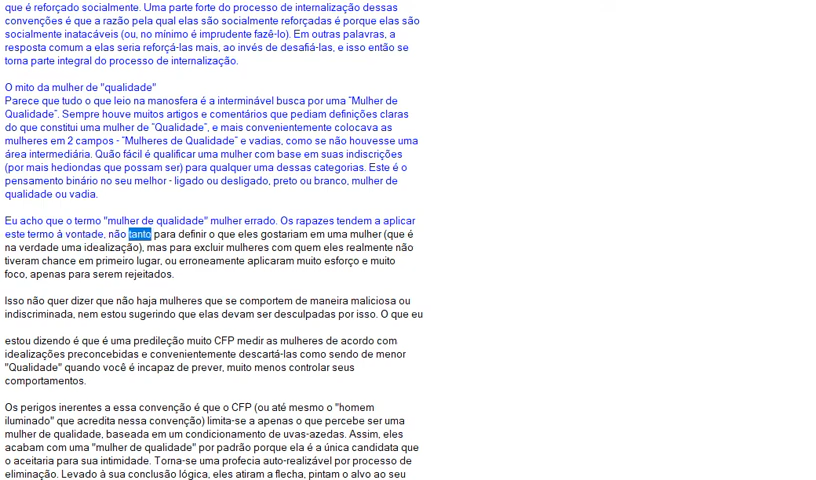 que é reforçado socialmente. Uma parte forte do processo de internalização dessas
convenções é que a razão pela qual elas são socialmente reforçadas é porque elas são
socialmente inatacáveis (ou, no mínimo é imprudente fazê-lo). Em outras palavras, a
resposta comum a elas seria reforçá-las mais, ao invés de desafiá-las, e isso então se
torna parte integral do processo de internalização.
O mito da mulher de "qualidade"
Parece que tudo o que leio na manosfera é a interminável busca por uma “Mulher de
Qualidade”. Sempre houve muitos artigos e comentários que pediam definições claras
do que constitui uma mulher de “Qualidade”, e mais convenientemente colocava as
mulheres em 2 campos - “Mulheres de Qualidade” e vadias, como se não houvesse uma
área intermediária. Quão fácil é qualificar uma mulher com base em suas indiscrições
(por mais hediondas que possam ser) para qualquer uma dessas categorias. Este é o
pensamento binário no seu melhor - ligado ou desligado, preto ou branco, mulher de
qualidade ou vadia.
Eu acho que o termo "mulher de qualidade" mulher errado. Os rapazes tendem a aplicar
este termo à vontade, não tanto para definir o que eles gostariam em uma mulher (que é
na verdade uma idealização), mas para excluir mulheres com quem eles realmente não
tiveram chance em primeiro lugar, ou erroneamente aplicaram muito esforço e muito
foco, apenas para serem rejeitados.
Isso não quer dizer que não haja mulheres que se comportem de maneira maliciosa ou
indiscriminada, nem estou sugerindo que elas devam ser desculpadas por isso. O que eu
estou dizendo é que é uma predileção muito CFP medir as mulheres de acordo com
idealizações preconcebidas e convenientemente descartá-las como sendo de menor
"Qualidade" quando você é incapaz de prever, muito menos controlar seus
comportamentos.
Os perigos inerentes a essa convenção é que o CFP (ou até mesmo o "homem
iluminado" que acredita nessa convenção) limita-se a apenas o que percebe ser uma
mulher de qualidade, baseada em um condicionamento de uvas-azedas. Assim, eles
acabam com uma "mulher de qualidade" por padrão porque ela é a única candidata que
o aceitaria para sua intimidade. Torna-se uma profecia auto-realizável por processo de
eliminação. Levado à sua conclusão lógica, eles atiram a flecha, pintam o alvo ao seu